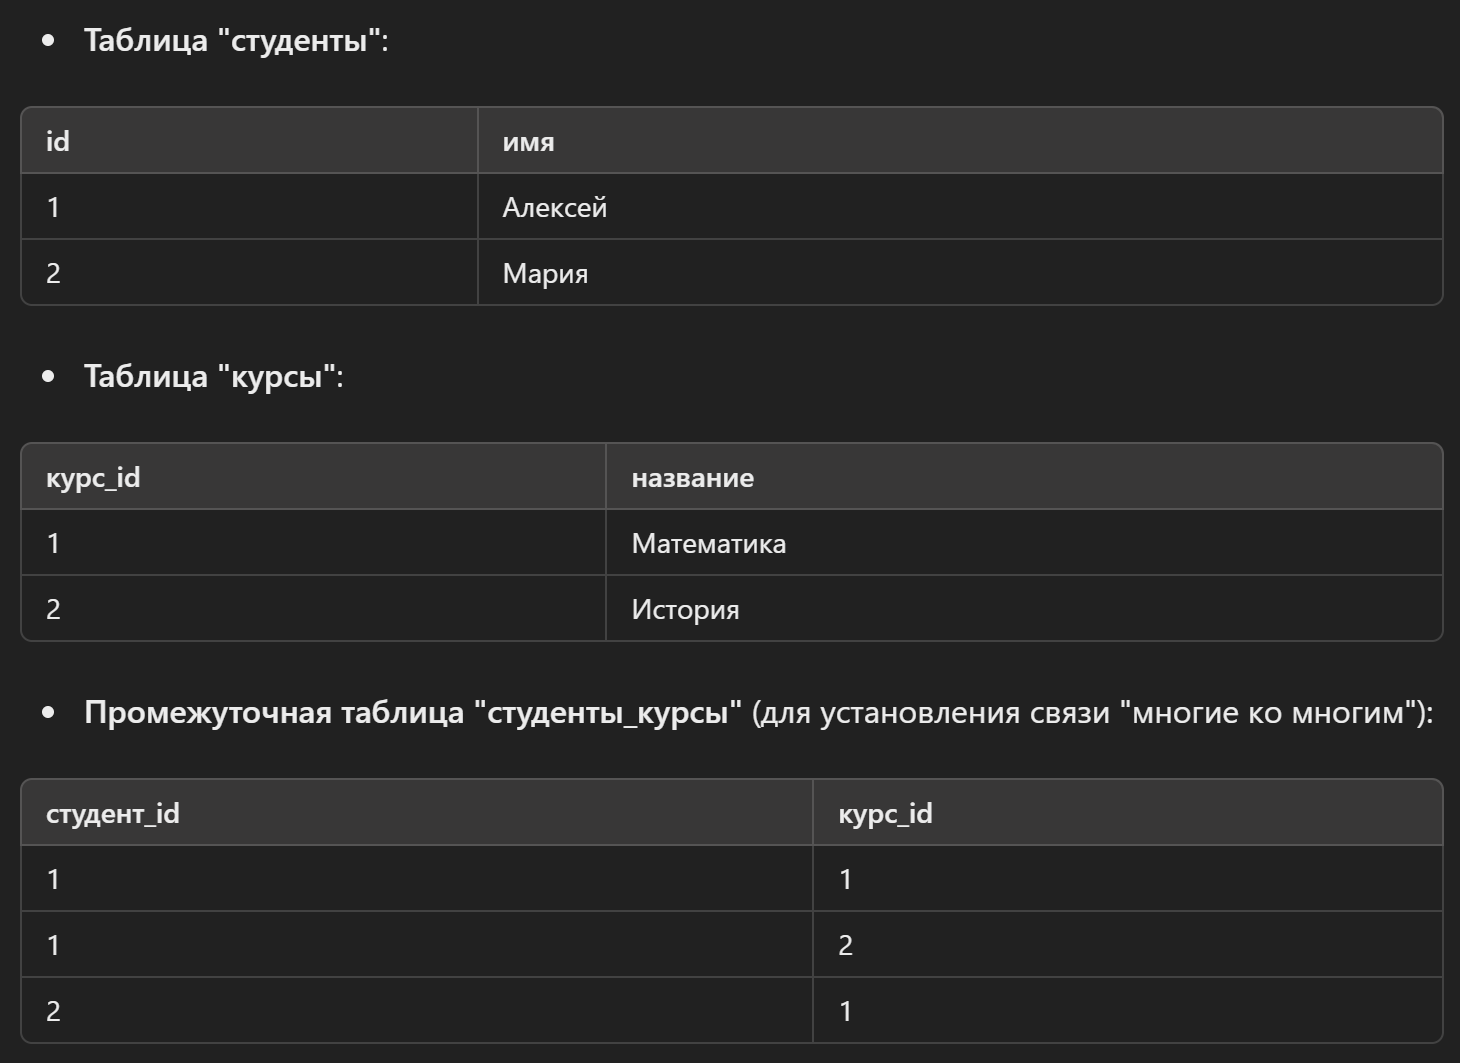 • Таблица "студенты":
id имя
1 Алексей
2 Мария
• Таблица "курсы":
курс_id название
1 Математика
2 История
• Промежуточная таблица "студенты_курсы" (для установления связи "многие ко многим"):
студент_id курс_id
1 1
1 2
2 1